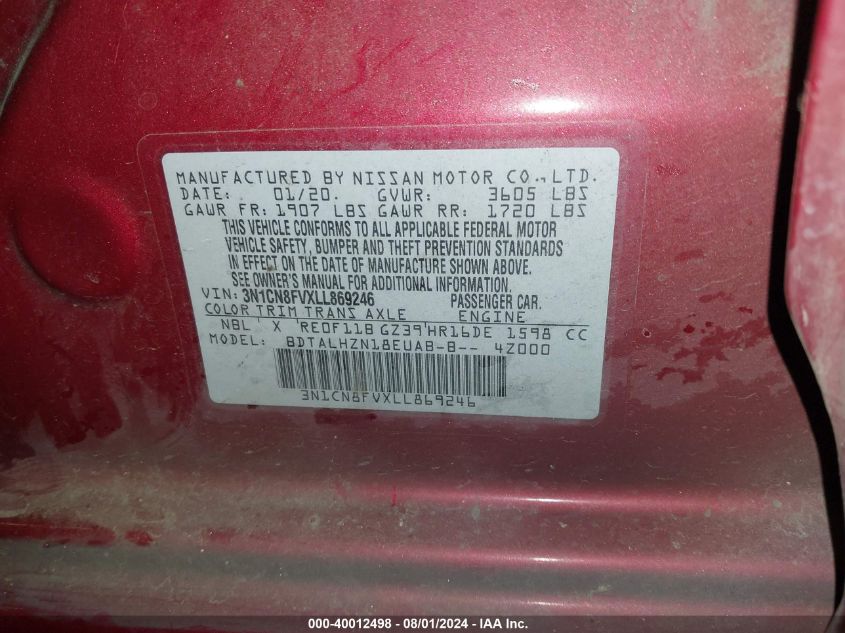 MANUFACTURED BY NISSAN MOTOR CO.,LTD.
DATE: 01/20. GVWR: 3605 LBS
GAWR FR: 1907 LBS GAWR RR: 1720 LBS
THIS VEHICLE CONFORMS TO ALL APPLICABLE FEDERAL MOTOR
VEHICLE SAFETY, BUMPER AND THEFT PREVENTION STANDARDS
IN EFFECT ON THE DATE OF MANUFACTURE SHOWN ABOVE.
SEE OWNER'S MANUAL FOR ADDITIONAL INFORMATION.
VIN: 3N1CN8FVXLL869246 PASSENGER CAR.
COLOR TRIM TRANS AXLE ENGINE
NBL X RE0F11B GZ39 HR16DE 1598 CC
MODEL: BDTALHZN18EUAB-B-- 4Z000
3N1CN8FVXLL869246
000-40012498 - 08/01/2024 - IAA Inc.